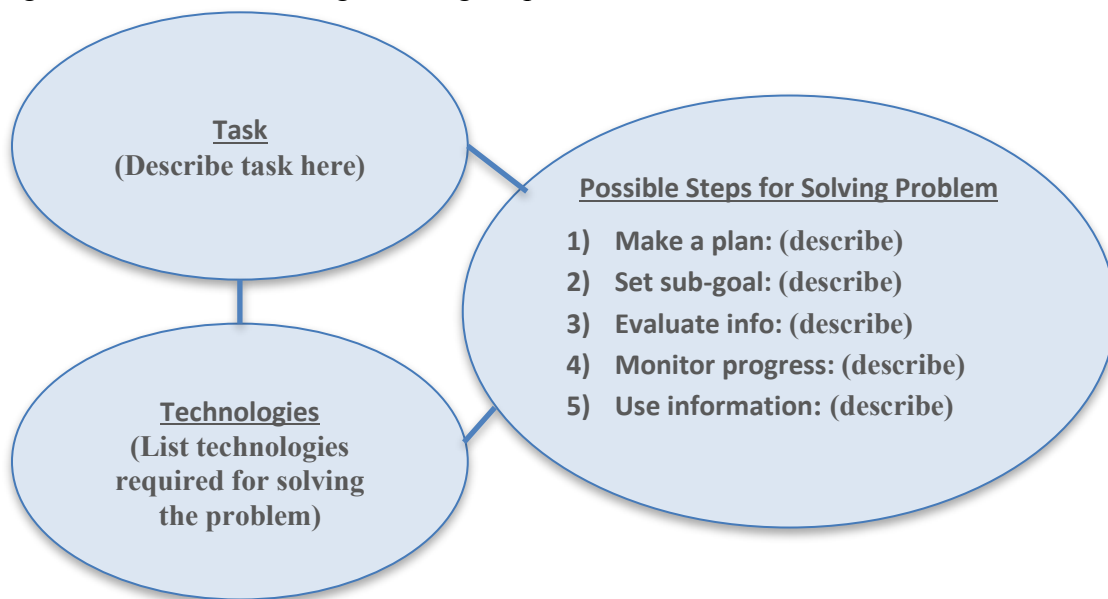 Task
(Describe task here)
Possible Steps for Solving Problem
1) Make a plan: (describe)
2) Set sub-goal: (describe)
3) Evaluate info: (describe)
4) Monitor progress: (describe)
5) Use information: (describe)
Technologies
(List technologies
required for solving
the problem)